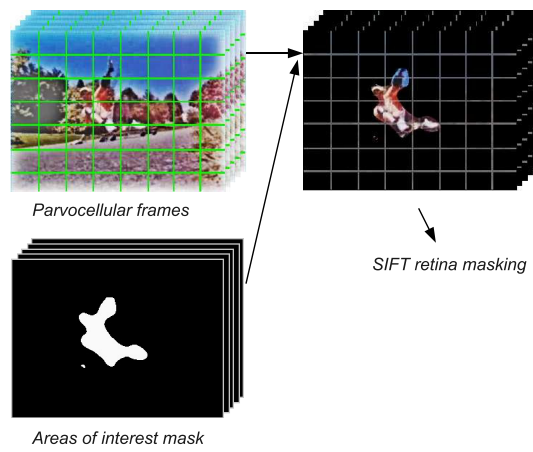 Parvocellular frames
SIFT retina masking
Areas of interest mask